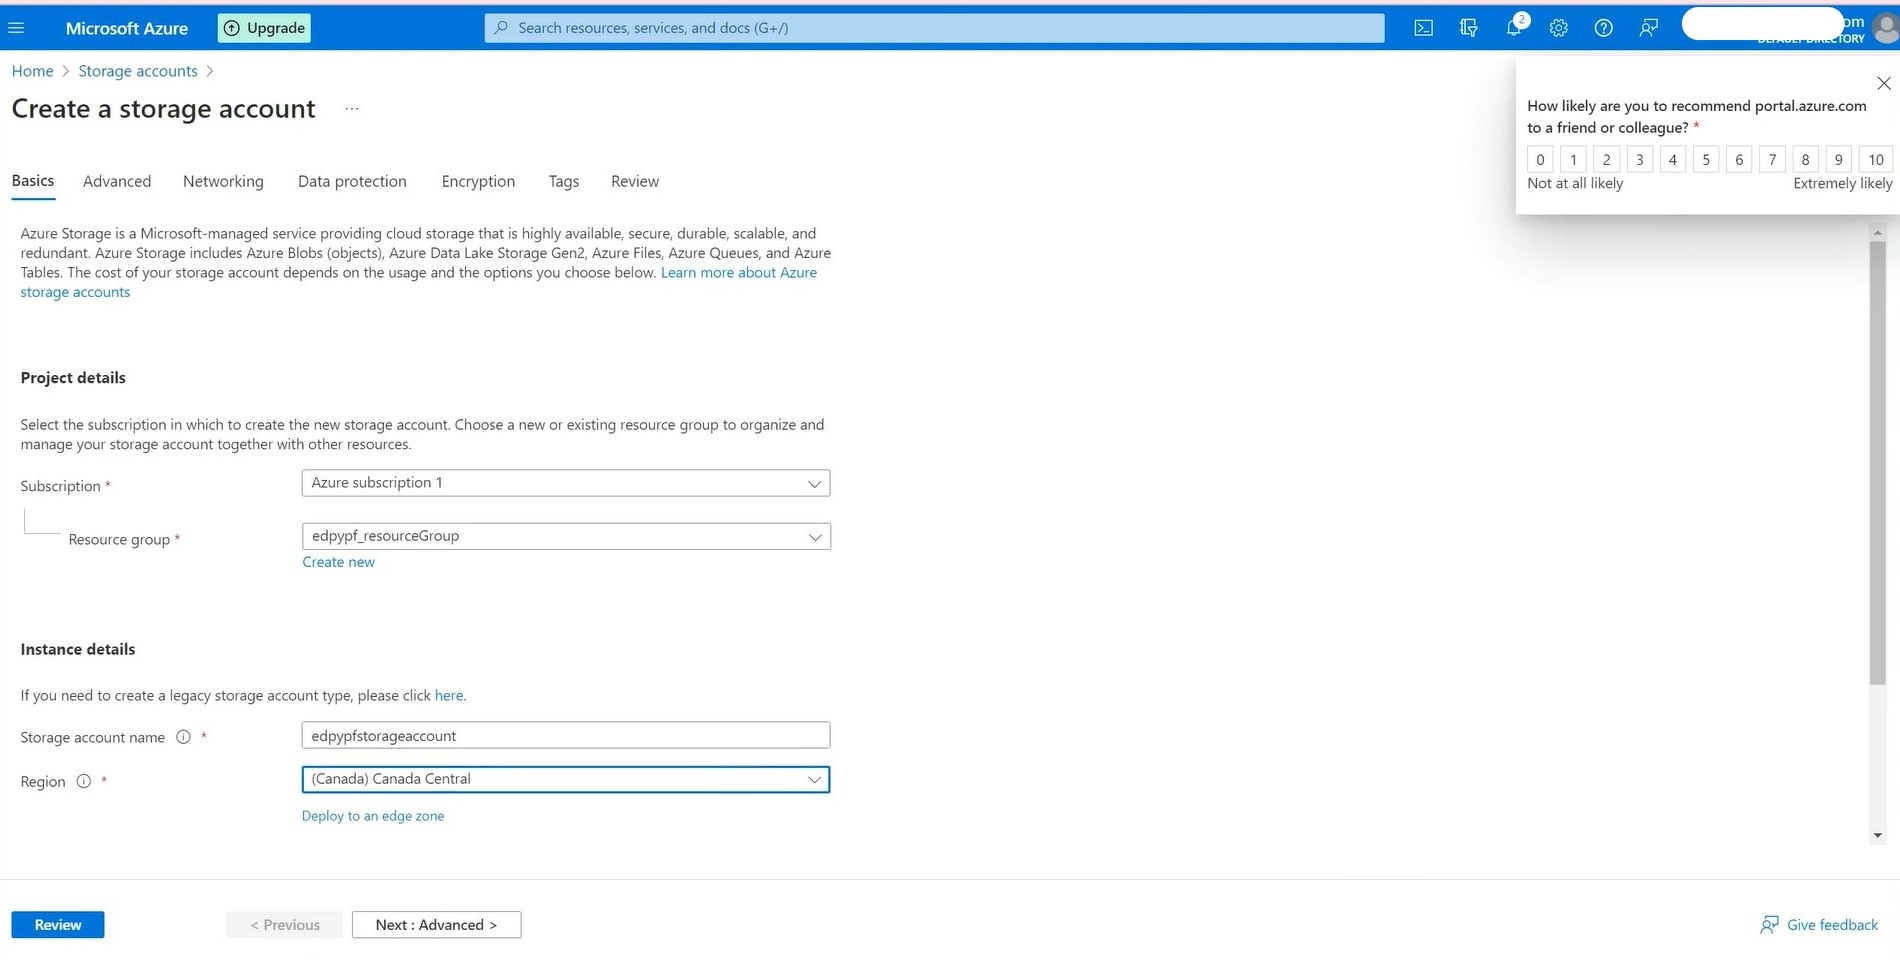 Microsoft Azure
Upgrade
Search resources, services, and docs (G+/)
2
om
DEFAULT DIRECTORY
Home > Storage accounts >
Create a storage account ...
How likely are you to recommend portal.azure.com
to a friend or colleague? *
0 1 2 3 4 5 6 7 8 9 10
Not at all likely Extremely likely
Basics Advanced Networking Data protection Encryption Tags Review
Azure Storage is a Microsoft-managed service providing cloud storage that is highly available, secure, durable, scalable, and
redundant. Azure Storage includes Azure Blobs (objects), Azure Data Lake Storage Gen2, Azure Files, Azure Queues, and Azure
Tables. The cost of your storage account depends on the usage and the options you choose below. Learn more about Azure
storage accounts
Project details
Select the subscription in which to create the new storage account. Choose a new or existing resource group to organize and
manage your storage account together with other resources.
Subscription * Azure subscription 1
Resource group * edpypf_resourceGroup
Create new
Instance details
If you need to create a legacy storage account type, please click here.
Storage account name * edpypfstorageaccount
Region * (Canada) Canada Central
Deploy to an edge zone
Review < Previous Next : Advanced > Give feedback